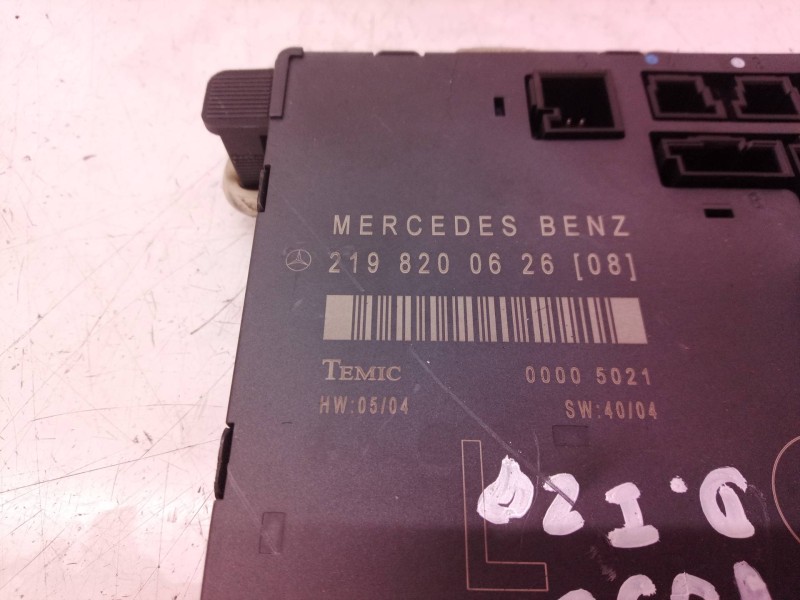 MERCEDES BENZ
219 820 06 26 [08]
TEMIC 0000 5021
HW:05/04 SW:40/04
L